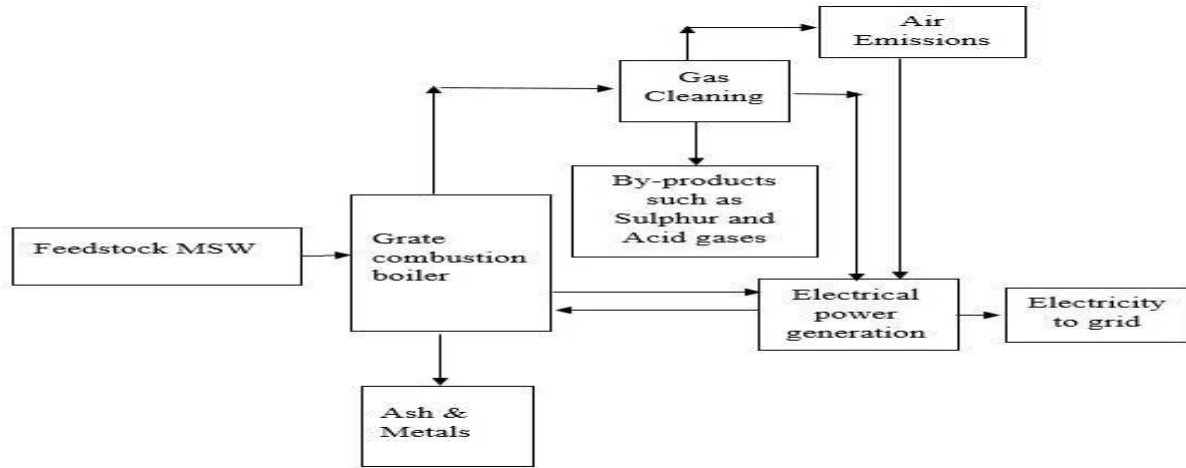 Air
Emissions
Gas
Cleaning
By-products
such as
Sulphur and
Acid gases
Feedstock MSW
Grate
combustion
boiler
Electrical
power
generation
Electricity
to grid
Ash &
Metals